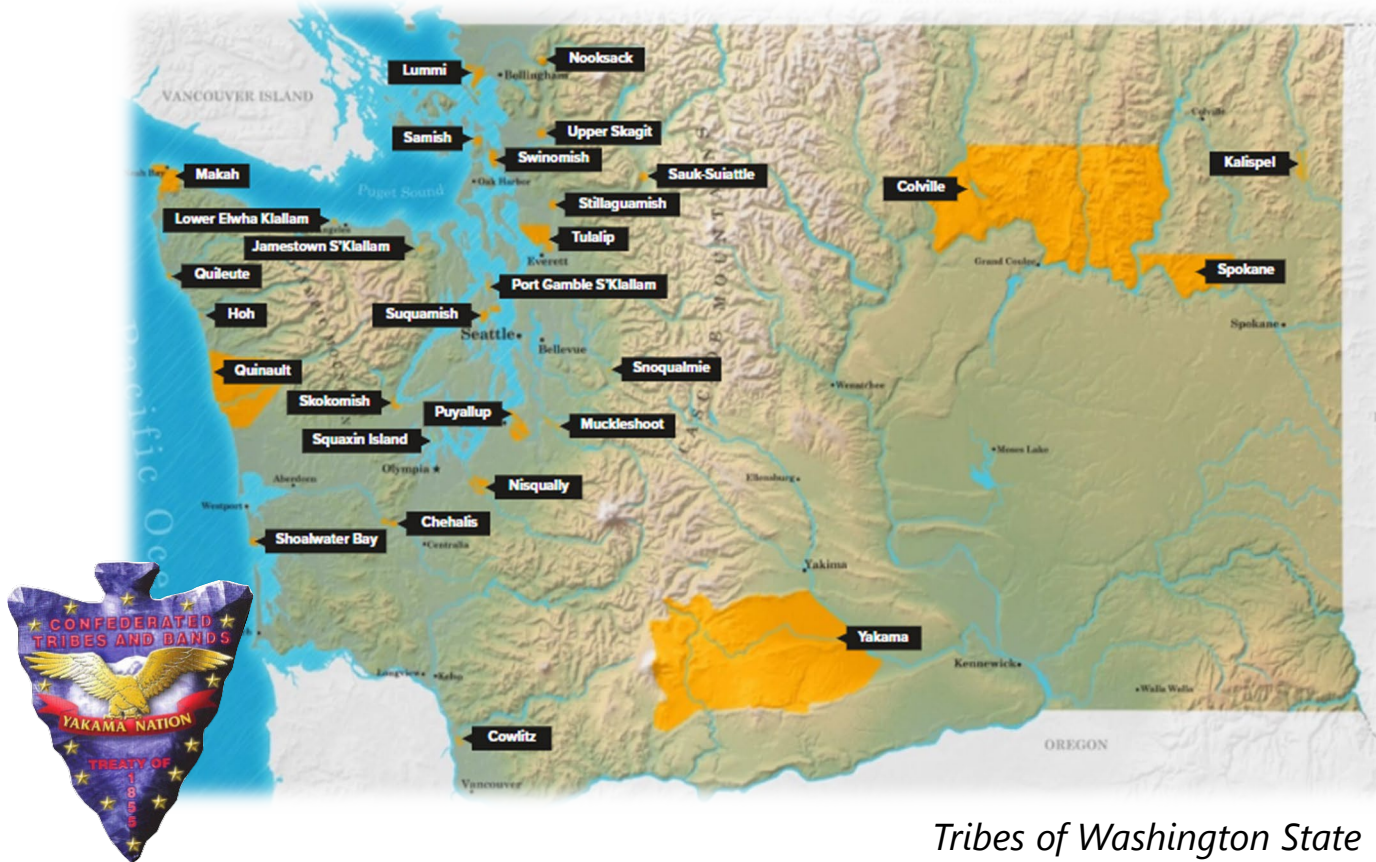 Nooksack
Lummi
Bellingham
VANCOUVER ISLAND
Colville
Upper Skagit
Samish
Swinomish
Kalispel
Makah
Sauk-Suiattle
Oak Harbor
Colville
Puget Sound
Stillaguamish
Lower Elwha Klallam
Tulalip
Jamestown S'Klallam
Everett
Grand Coulee
Quileute
Spokane
Port Gamble S'Klallam
Hoh
Suquamish
Spokane
Seattle
Bellevue
Snoqualmie
Quinault
Wenatchee
Skokomish
Puyallup
Muckleshoot
Squaxin Island
Moses Lake
Olympia
Aberdeen
Ellensburg
Nisqually
Westport
Chehalis
Shoalwater Bay
Centralia
Yakima
Pacific Oce
CASCADE MOUNTAINS
CONFEDERATED
TRIBES AND BANDS
Yakama
Kennewick
Longview
Kelso
Walla Walla
YAKAMA NATION
Cowlitz
OREGON
TREATY OF
1
8
5
5
Vancouver
Tribes of Washington State